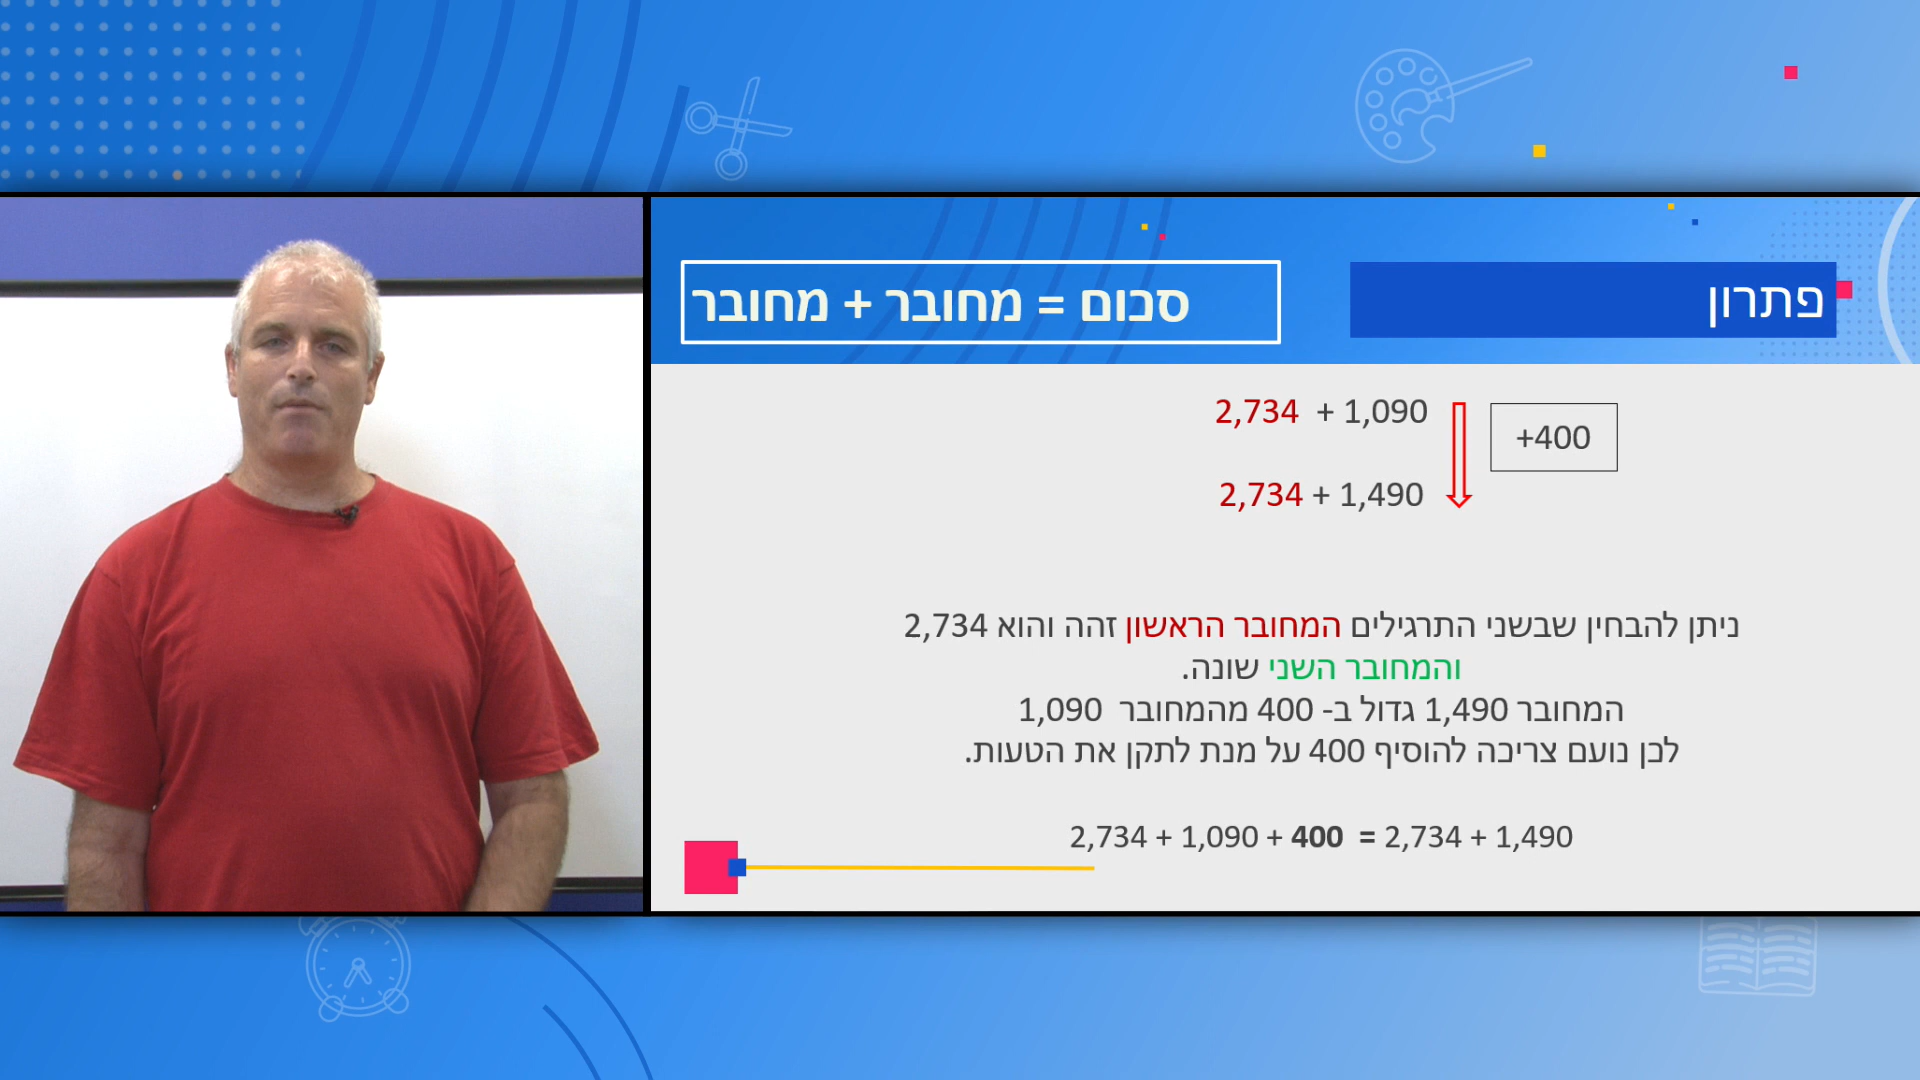 פתרון
סכום = מחובר + מחובר
2,734 + 1,090
+400
2,734 + 1,490
ניתן להבחין שבשני התרגילים המחובר הראשון זהה והוא 2,734
והמחובר השני שונה.
המחובר 1,490 גדול ב- 400 מהמחובר 1,090
לכן נועם צריכה להוסיף 400 על מנת לתקן את הטעות.
2,734 + 1,090 + 400 = 2,734 + 1,490